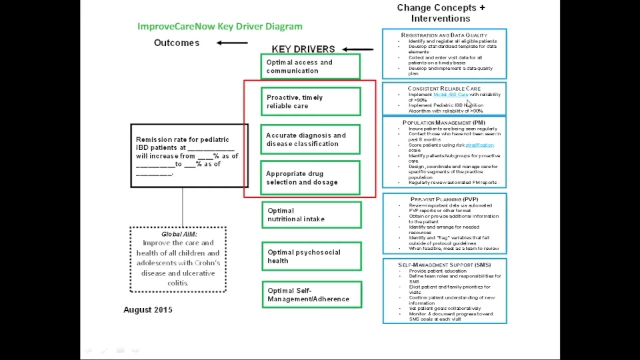 Change Concepts +
Interventions
ImproveCareNow Key Driver Diagram
Outcomes
KEY DRIVERS
Optimal access and
communication
Proactive, timely
reliable care
Accurate diagnosis and
disease classification
Appropriate drug
selection and dosage
Optimal
nutritional intake
Optimal psychosocial
health
Optimal Self-
Management/Adherence
Remission rate for pediatric
IBD patients at
will increase from ____% as of
to ___% as of
Global AIM:
Improve the care and
health of all children and
adolescents with Crohn's
disease and ulcerative
colitis.
August 2015
REGISTRATION AND DATA QUALITY
Identify and register all eligible patients
Develop standardized template for data
elements
Collect and enter visit data for all
patients on a timely basis
Develop and implement a data quality
plan
CONSISTENT RELIABLE CARE
Implement Model IBD Care with reliability
of >90%
Implement Pediatric IBD Nutrition
Algorithm with reliability of >90%
POPULATION MANAGEMENT (PM)
Insure patients are being seen regularly
Contact those who have not been seen in
past 6 months
Score patients using risk stratification
scale
Identify patient subgroups for proactive
care
Design, coordinate and manage care for
specific segments of the practice
population
Regularly review automated PM reports
PRE-VISIT PLANNING (PVP)
Review important data via automated
PVP reports or other format
Obtain or provide additional information
to the patient
Identify and arrange for needed
resources
Identify and "flag" variables that fall
outside of protocol guidelines
When feasible, meet as a team to review
SELF-MANAGEMENT SUPPORT (SMS)
Provide patient education
Define team roles and responsibilities for
SMS
Elicit patient and family priorities for
visits
Confirm patient understanding of new
information
Set patient goals collaboratively
Monitor & document progress toward
SMS goals at each visit